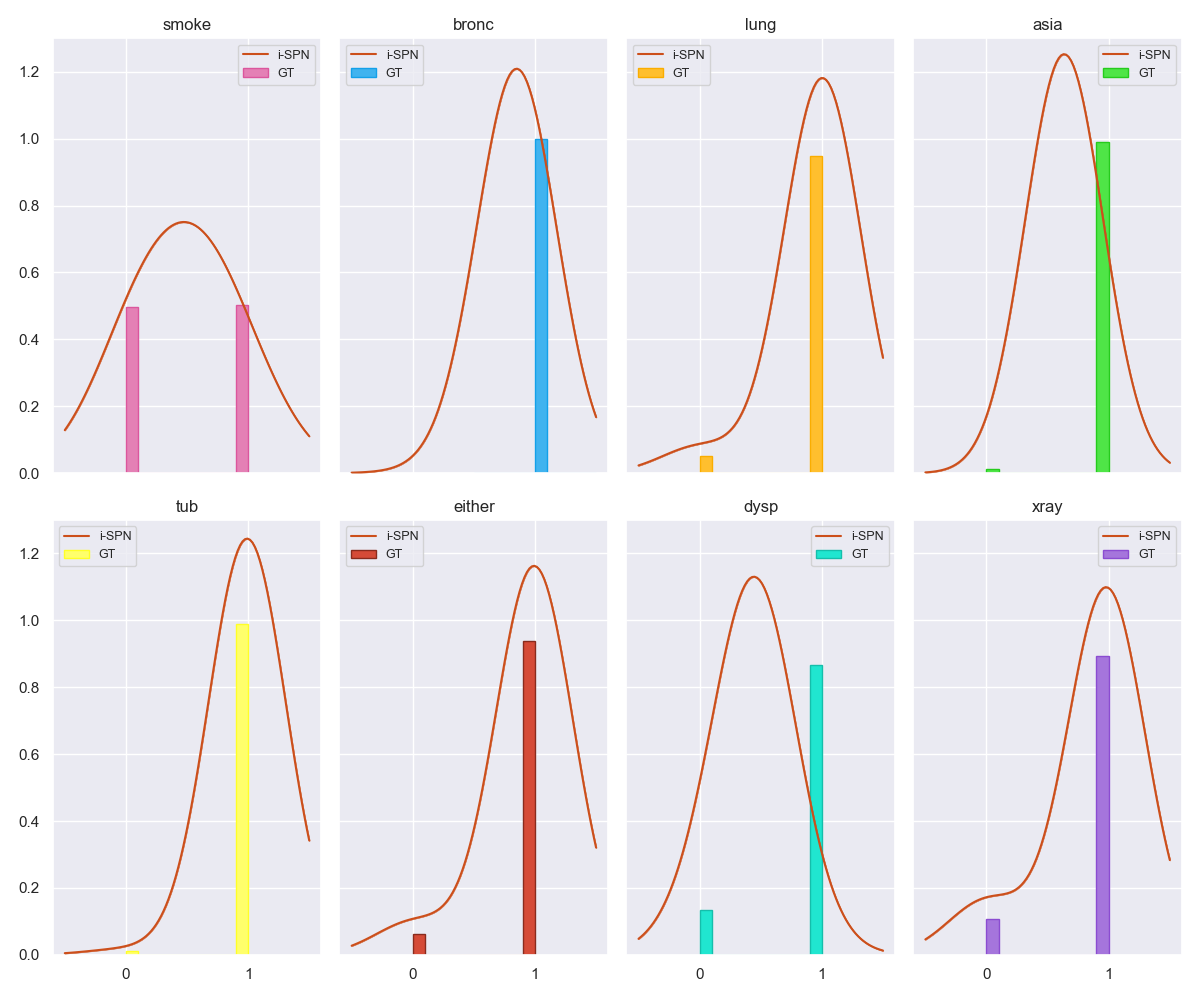 smoke
bronc
lung
asia
i-SPN
GT
i-SPN
GT
i-SPN
GT
i-SPN
GT
1.2
1.0
0.8
0.6
0.4
0.2
0.0
tub
either
dysp
xray
i-SPN
GT
i-SPN
GT
i-SPN
GT
i-SPN
GT
1.2
1.0
0.8
0.6
0.4
0.2
0.0
0 1
0 1
0 1
0 1